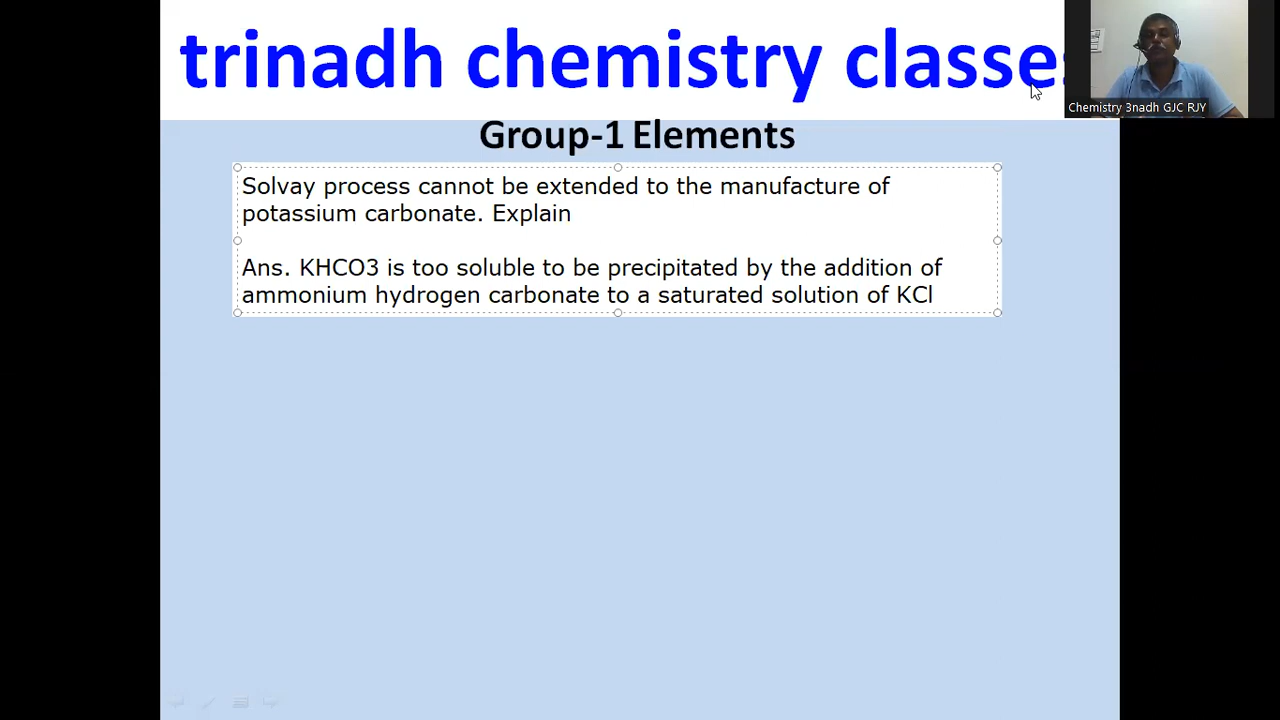 trinadh chemistry classes
Chemistry 3nadh GJC RJY
Group-1 Elements
Solvay process cannot be extended to the manufacture of
potassium carbonate. Explain
Ans. KHCO3 is too soluble to be precipitated by the addition of
ammonium hydrogen carbonate to a saturated solution of KCl